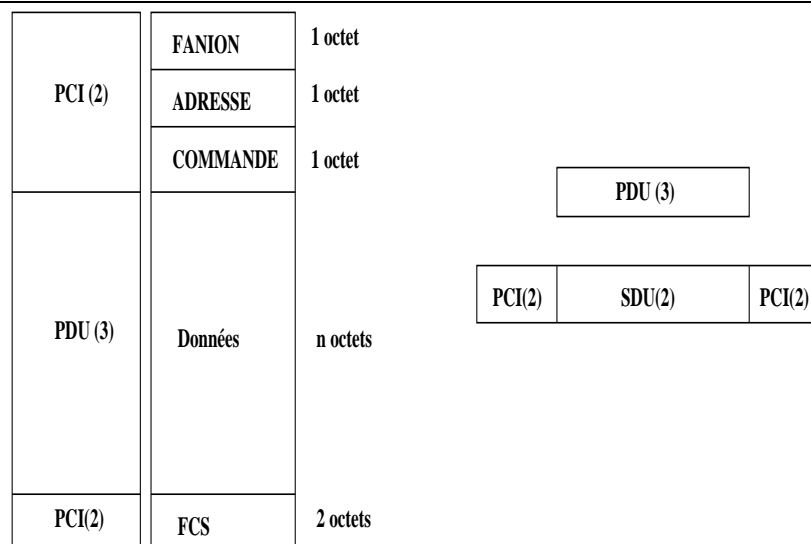 FANION 1 octet
PCI (2) ADRESSE 1 octet
COMMANDE 1 octet
PDU (3) Données n octets
PCI(2) FCS 2 octets
PDU (3)
PCI(2) SDU(2) PCI(2)